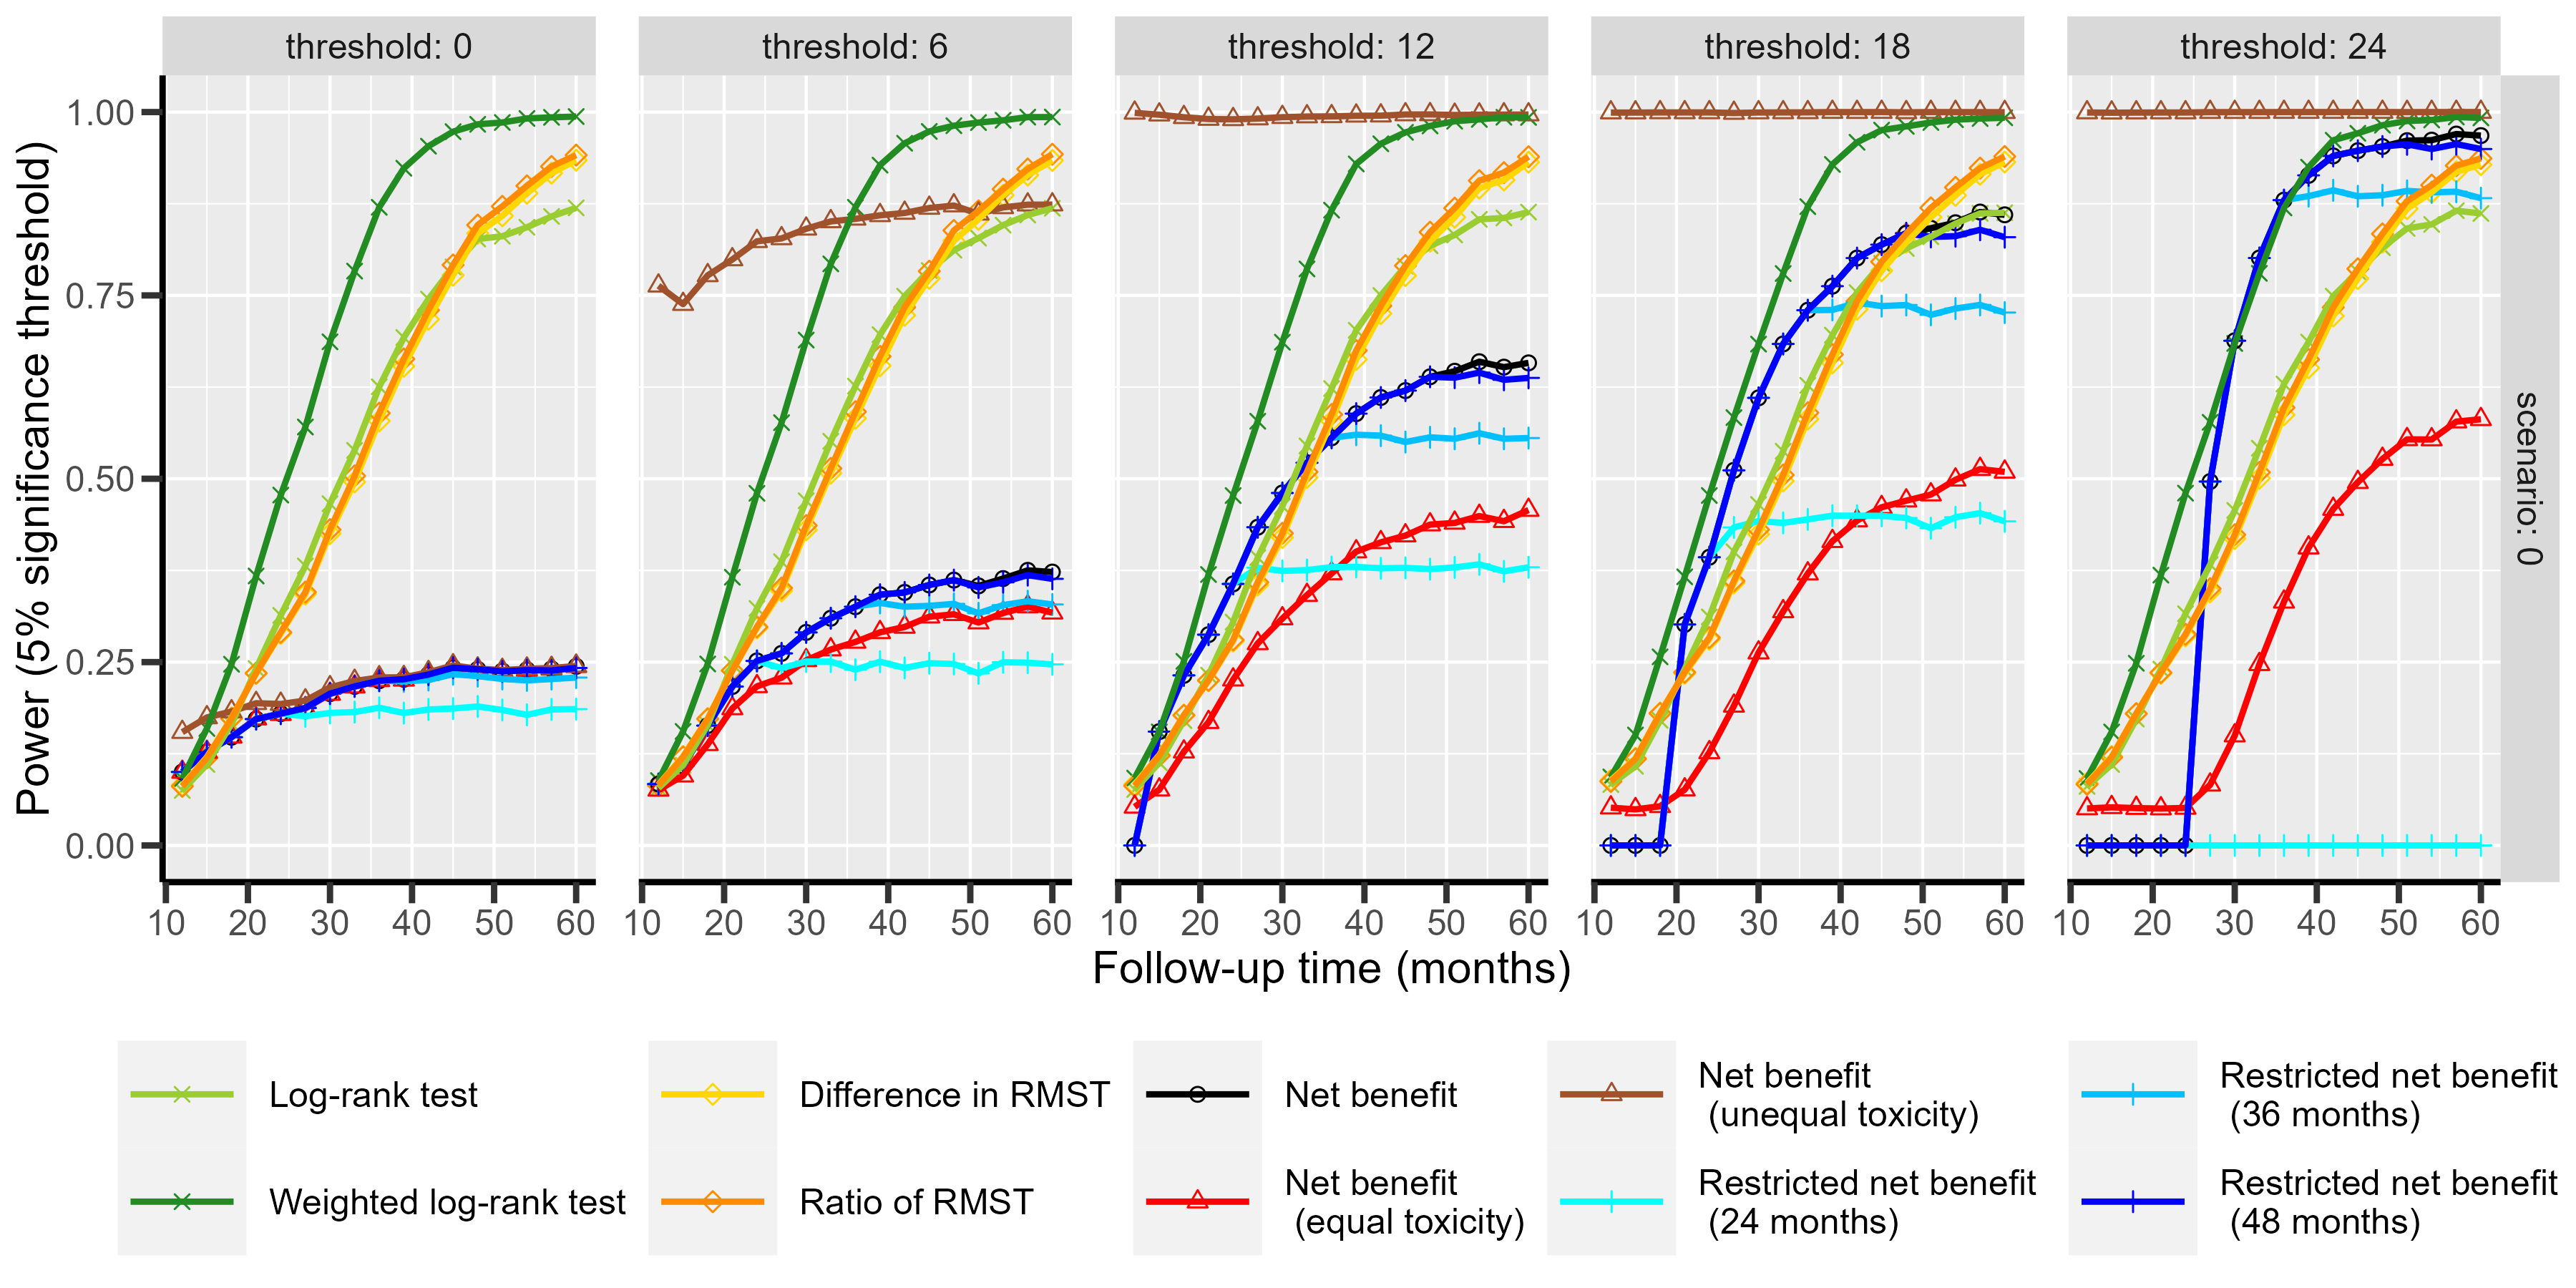 threshold: 0
threshold: 6
threshold: 12
threshold: 18
threshold: 24
scenario: 0
Power (5% significance threshold)
1.00
0.75
0.50
0.25
0.00
10 20 30 40 50 60
10 20 30 40 50 60
10 20 30 40 50 60
10 20 30 40 50 60
10 20 30 40 50 60
Follow-up time (months)
Log-rank test
Weighted log-rank test
Difference in RMST
Ratio of RMST
Net benefit
Net benefit
(equal toxicity)
Net benefit
(unequal toxicity)
Restricted net benefit
(24 months)
Restricted net benefit
(36 months)
Restricted net benefit
(48 months)